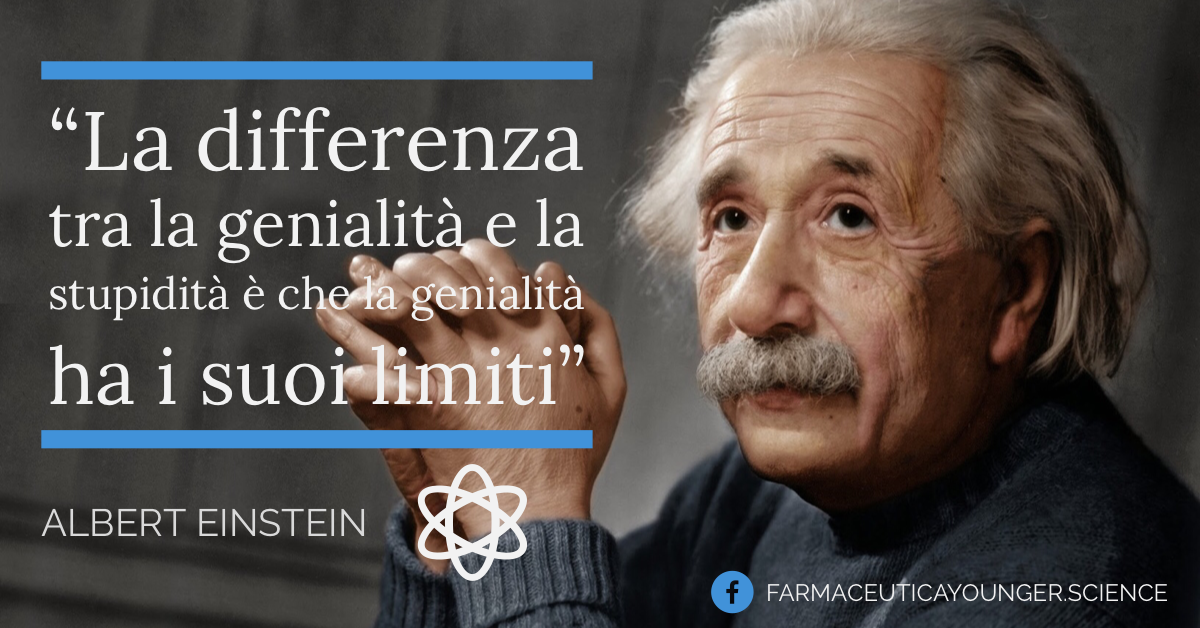 “La differenza
tra la genialità e la
stupidità è che la genialità
ha i suoi limiti”
ALBERT EINSTEIN
f FARMACEUTICAYOUNGER.SCIENCE